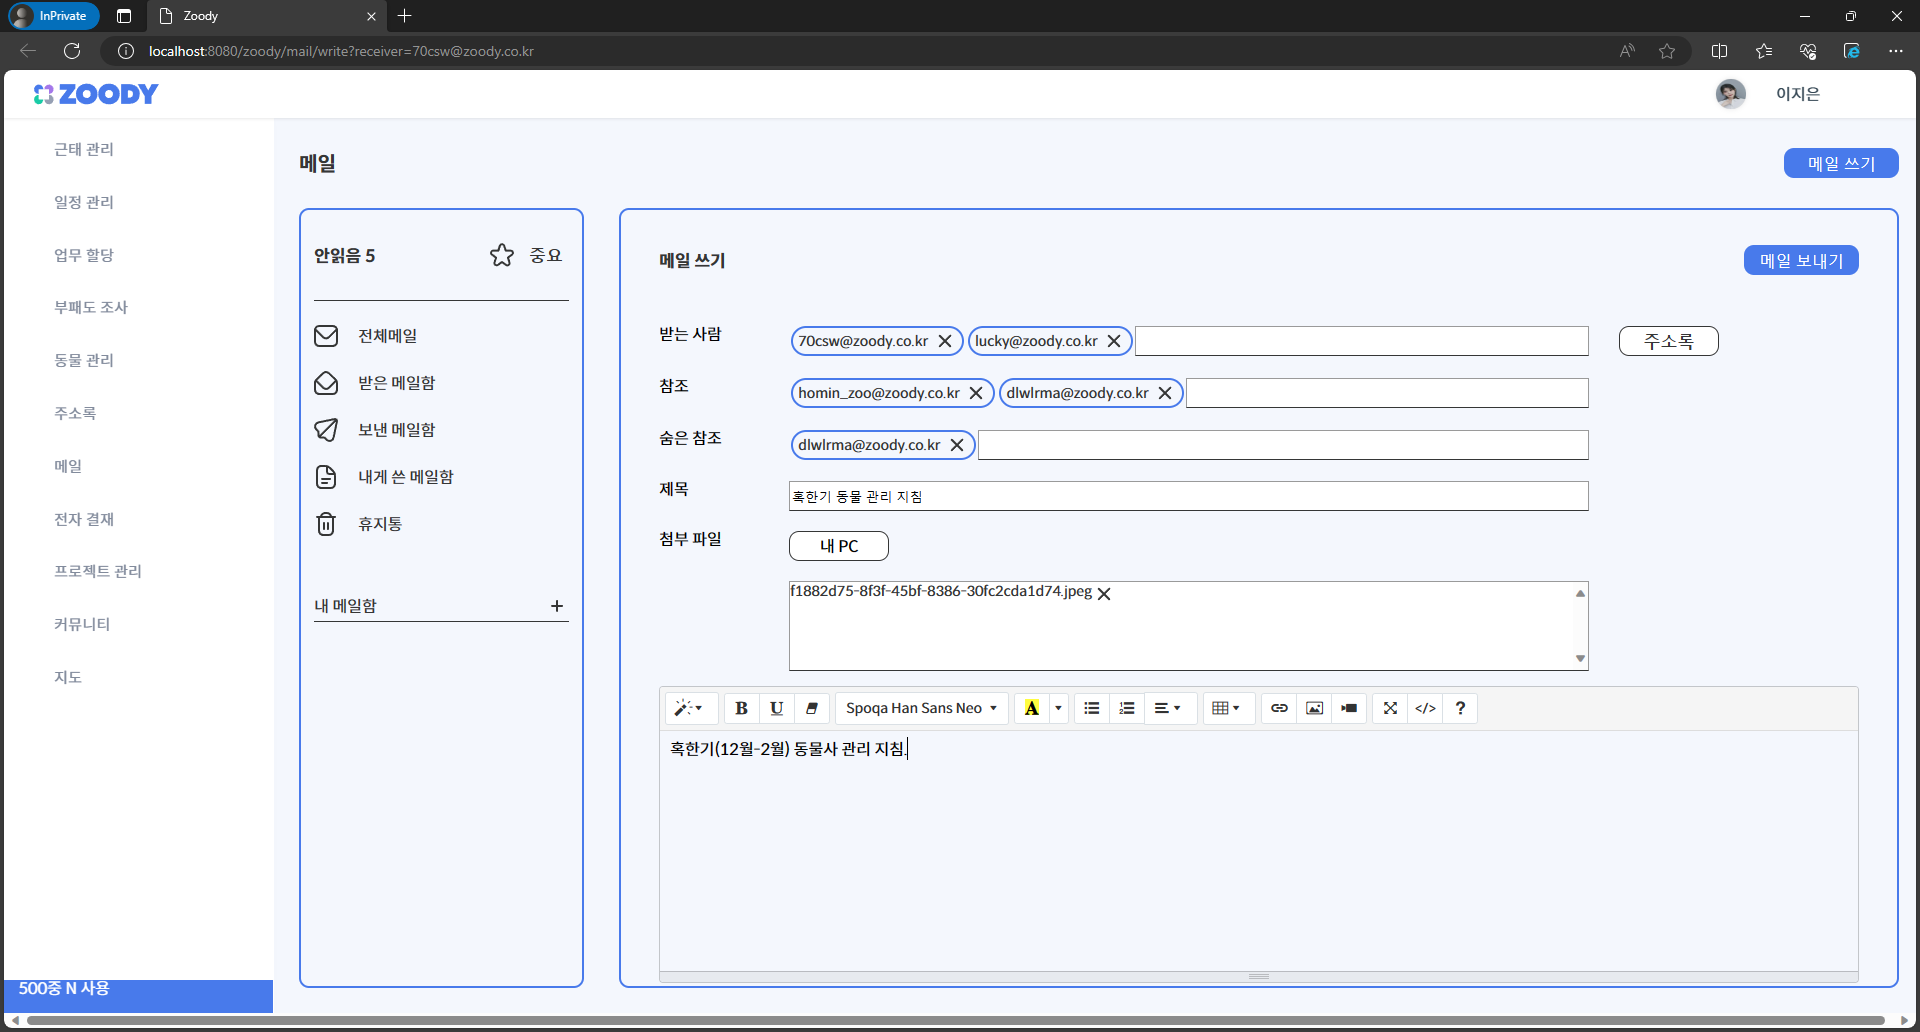 InPrivate
Zoody
localhost:8080/zoody/mail/write?receiver=70csw@zoody.co.kr
ZOODY
이지은
근태 관리
일정 관리
업무 할당
부패도 조사
동물 관리
주소록
메일
전자 결재
프로젝트 관리
커뮤니티
지도
500중 N 사용
메일
메일 쓰기
안읽음 5
중요
전체메일
받은 메일함
보낸 메일함
내게 쓴 메일함
휴지통
내 메일함
메일 쓰기
메일 보내기
받는 사람
70csw@zoody.co.kr
lucky@zoody.co.kr
주소록
참조
homin_zoo@zoody.co.kr
dlwlrma@zoody.co.kr
숨은 참조
dlwlrma@zoody.co.kr
제목
혹한기 동물 관리 지침
첨부 파일
내 PC
f1882d75-8f3f-45bf-8386-30fc2cda1d74.jpeg
B U Spoqa Han Sans Neo A </> ?
혹한기(12월-2월) 동물사 관리 지침.